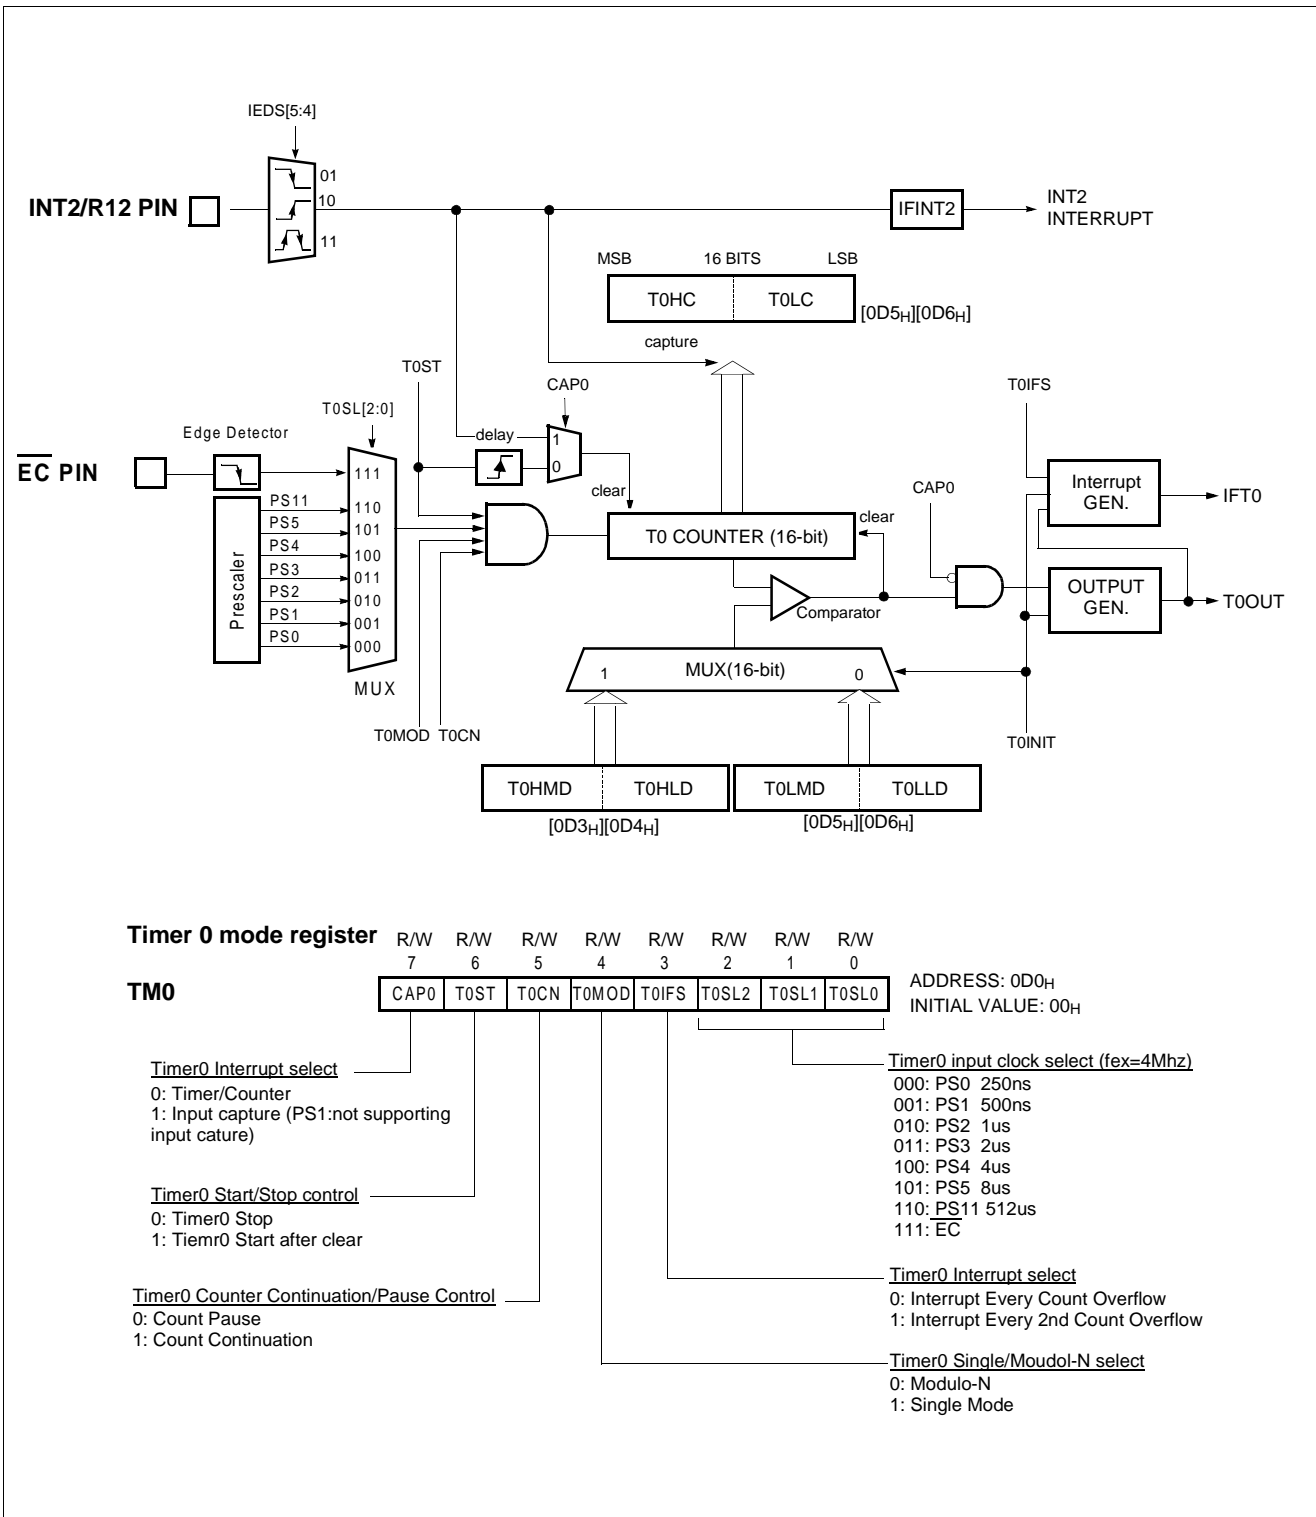 IEDS[5:4]
01
INT2/R12 PIN
10
11
IFINT2
INT2
INTERRUPT
MSB 16 BITS LSB
T0HC T0LC
[0D5H][0D6H]
capture
T0ST
CAP0
T0IFS
T0SL[2:0]
Edge Detector
delay
1
0
EC PIN
111
clear
Interrupt
GEN.
IFT0
CAP0
Prescaler
PS11 110
PS5 101
PS4 100
PS3 011
PS2 010
PS1 001
PS0 000
MUX
T0 COUNTER (16-bit)
clear
Comparator
OUTPUT
GEN.
T0OUT
1 MUX(16-bit) 0
T0MOD T0CN
T0INIT
T0HMD T0HLD
T0LMD T0LLD
[0D3H][0D4H]
[0D5H][0D6H]
Timer 0 mode register
R/W R/W R/W R/W R/W R/W R/W R/W
7 6 5 4 3 2 1 0
TM0
CAP0 T0ST T0CN T0MOD T0IFS T0SL2 T0SL1 T0SL0
ADDRESS: 0D0H
INITIAL VALUE: 00H
Timer0 Interrupt select
0: Timer/Counter
1: Input capture (PS1:not supporting
input cature)
Timer0 Start/Stop control
0: Timer0 Stop
1: Tiemr0 Start after clear
Timer0 Counter Continuation/Pause Control
0: Count Pause
1: Count Continuation
Timer0 input clock select (fex=4Mhz)
000: PS0 250ns
001: PS1 500ns
010: PS2 1us
011: PS3 2us
100: PS4 4us
101: PS5 8us
110: PS11 512us
111: EC
Timer0 Interrupt select
0: Interrupt Every Count Overflow
1: Interrupt Every 2nd Count Overflow
Timer0 Single/Moudol-N select
0: Modulo-N
1: Single Mode